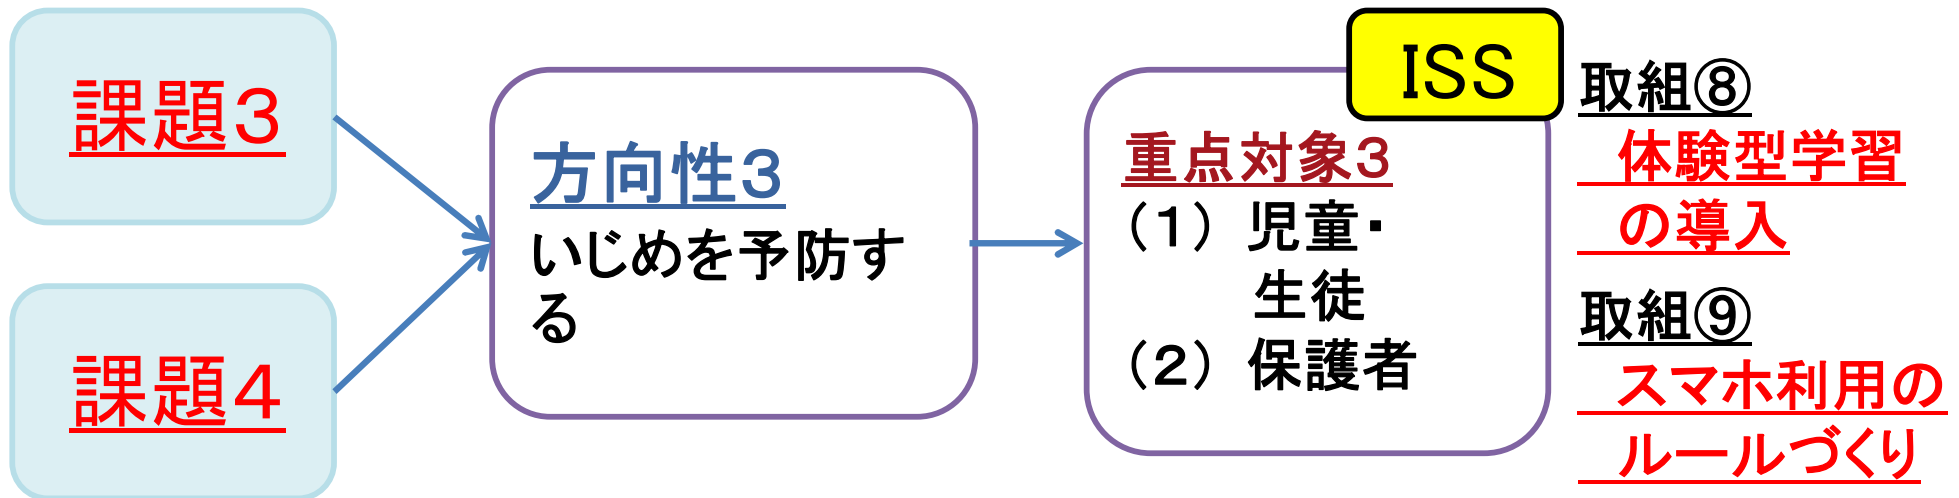 課題3
課題4
方向性3
いじめを予防す
る
ISS
重点対象3
（1） 児童・
生徒
（2） 保護者
取組⑧
体験型学習
の導入
取組⑨
スマホ利用の
ルールづくり